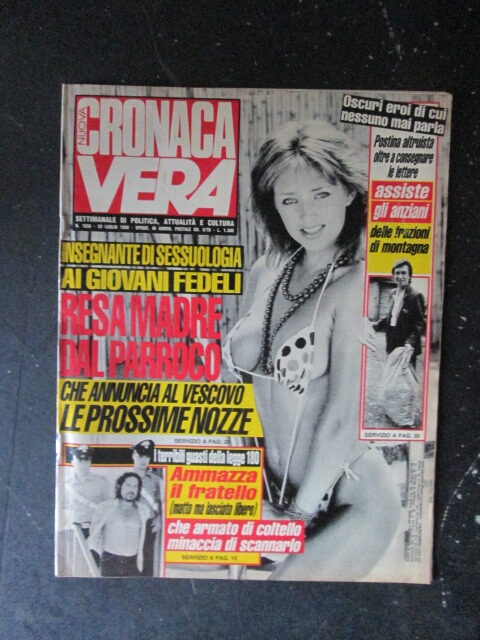 NUOVA
CRONACA
VERA
SETTIMANALE DI POLITICA, ATTUALITÀ E CULTURA
INSEGNANTE DI SESSUOLOGIA
AI GIOVANI FEDELI
RESA MADRE
DAL PARROCO
CHE ANNUNCIA AL VESCOVO
LE PROSSIME NOZZE
SERVIZIO A PAG.
Oscuri eroi di cui
nessuno mai parla
Postina altruista
oltre a consegnare
le lettere
assiste
gli anziani
delle frazioni
di montagna
SERVIZIO A PAG. 30
I terribili guasti della legge 180
Ammazza
il fratello
(matto ma lasciato libero)
che armato di coltello
minaccia di scannarlo
SERVIZIO A PAG. 10